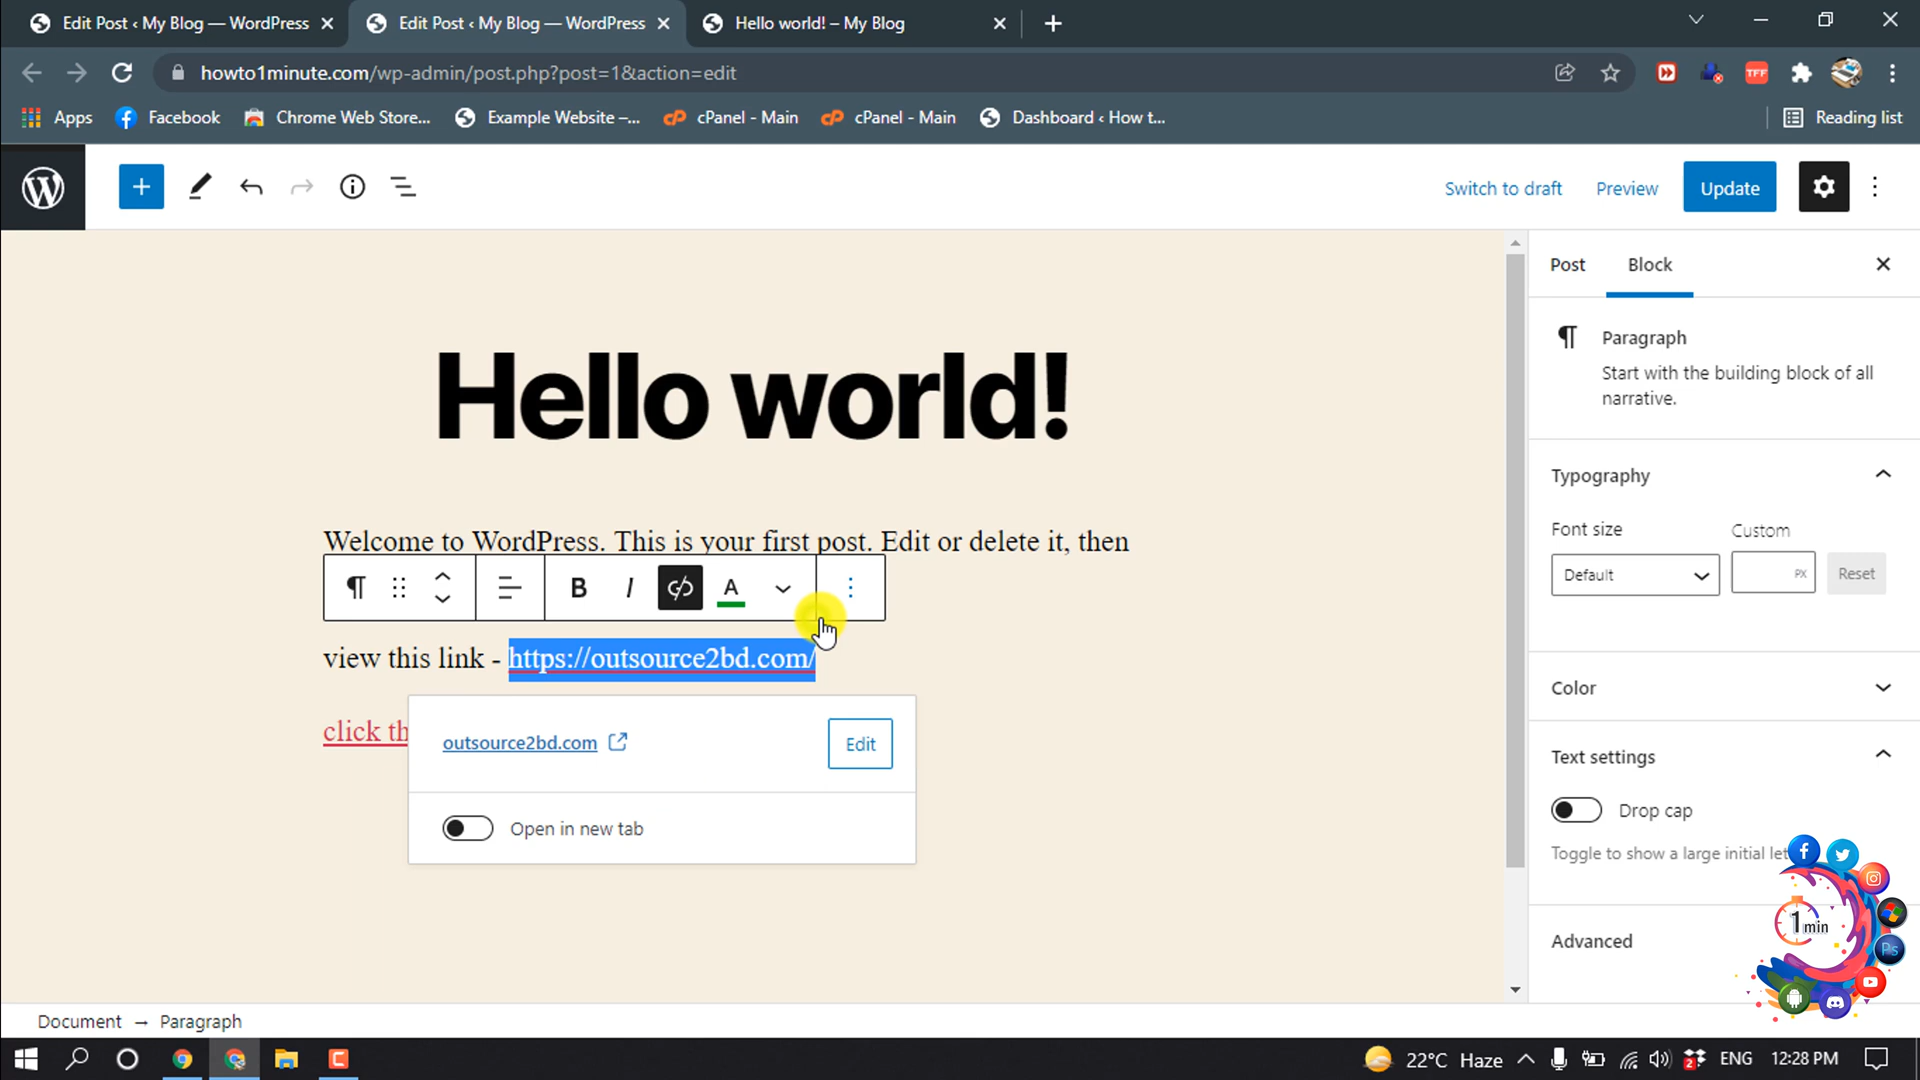 Edit Post ‹ My Blog — WordPress
Edit Post ‹ My Blog — WordPress
Hello world! – My Blog
howto1minute.com/wp-admin/post.php?post=1&action=edit
TFF
Apps
Facebook
Chrome Web Store...
Example Website –...
cPanel - Main
cPanel - Main
Dashboard ‹ How t...
Reading list
Switch to draft
Preview
Update
Post
Block
Paragraph
Start with the building block of all
narrative.
Typography
Font size
Custom
Default
PX
Reset
Color
Text settings
Drop cap
Toggle to show a large initial let
Advanced
Hello world!
Welcome to WordPress. This is your first post. Edit or delete it, then
B
I
A
view this link - https://outsource2bd.com/
click th
outsource2bd.com
Edit
Open in new tab
1 min
Ps
Document → Paragraph
22°C Haze
2
ENG
12:28 PM